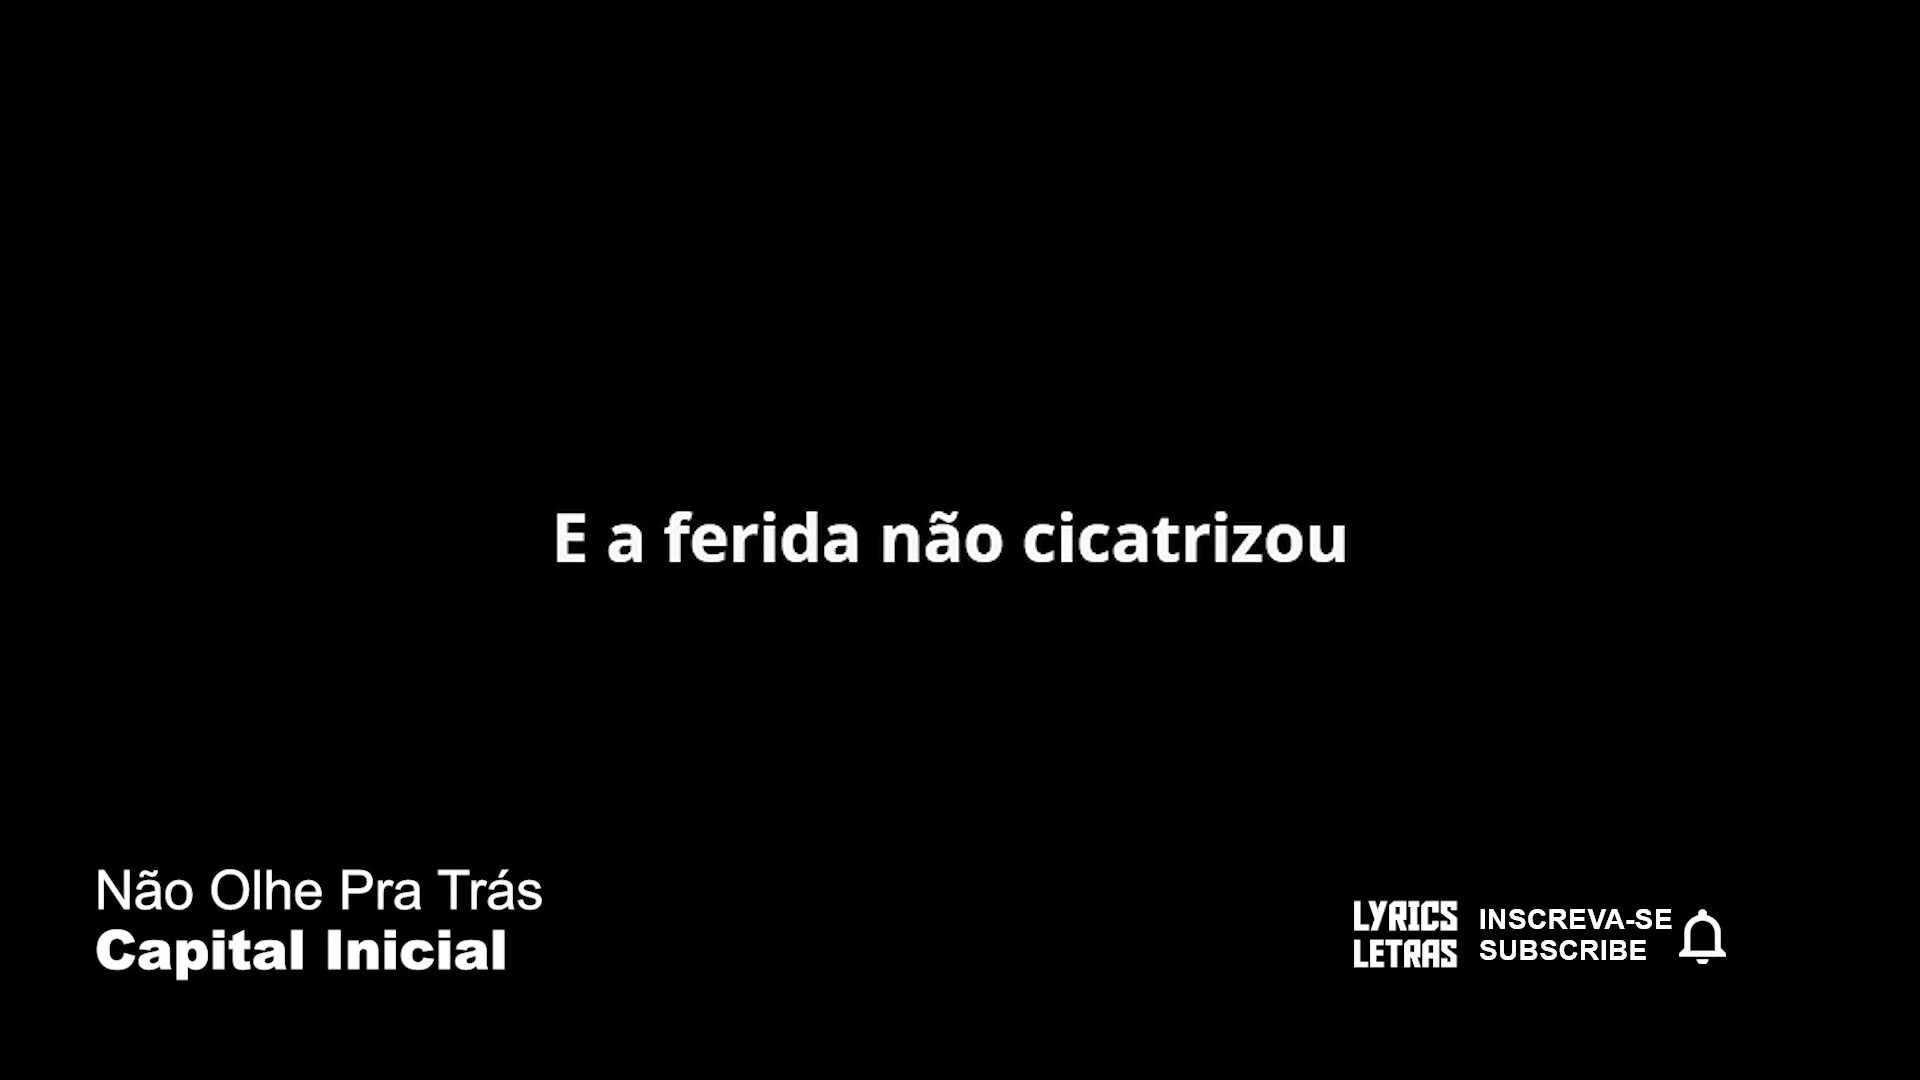 E a ferida não cicatrizou
Não Olhe Pra Trás
Capital Inicial
LYRICS
LETRAS
INSCREVA-SE
SUBSCRIBE